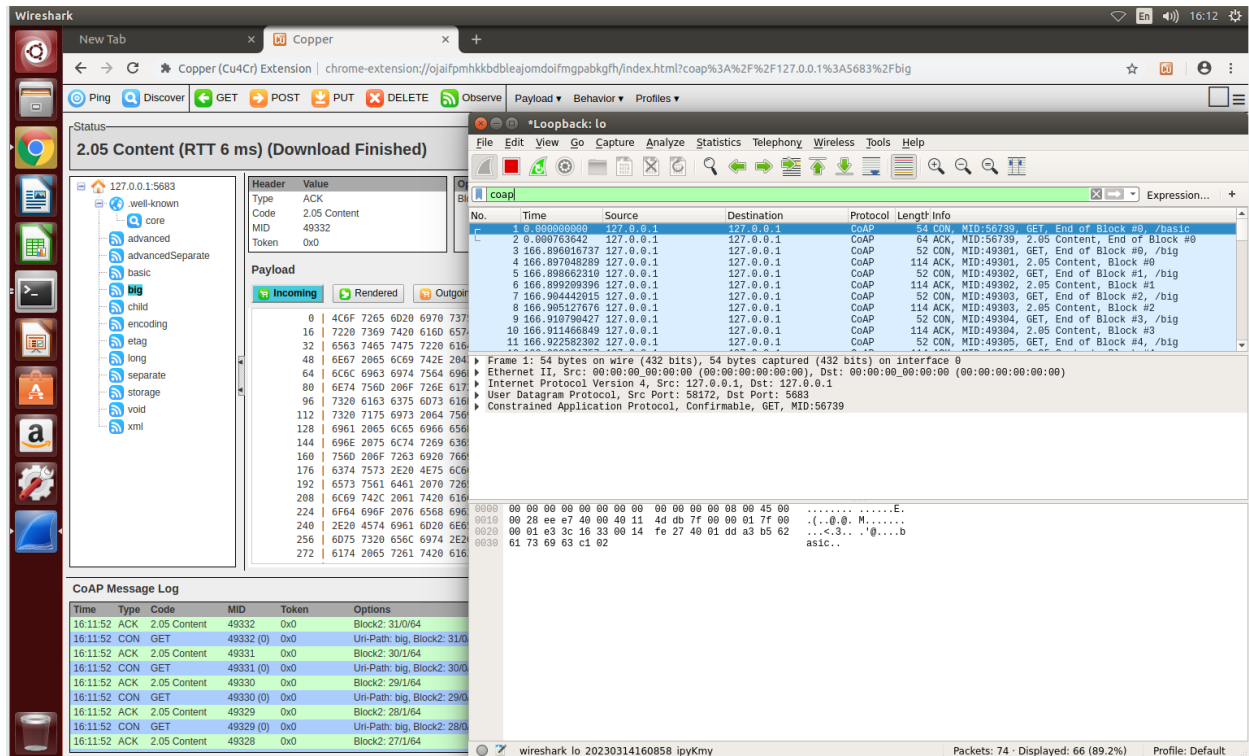 Wireshark
En
16:12
New Tab
Copper
Copper (Cu4Cr) Extension | chrome-extension://ojaifpmhkkbdbleajomdoifmgpabkgfh/index.html?coap%3A%2F%2F127.0.0.1%3A5683%2Fbig
Ping Discover GET POST PUT DELETE Observe Payload Behavior Profiles
Status
2.05 Content (RTT 6 ms) (Download Finished)
127.0.0.1:5683
.well-known
core
advanced
advancedSeparate
basic
big
child
encoding
etag
long
separate
storage
void
xml
Header Value
Type ACK
Code 2.05 Content
MID 49332
Token 0x0
Payload
Incoming Rendered Outgoin
0 | 4C6F 7265 6D20 6970 737
16 | 7220 7369 7420 616D 657
32 | 6563 7465 7475 7220 616
48 | 6E67 2065 6C69 742E 204
64 | 6C6C 6963 6974 7564 696
80 | 6E74 756D 206F 726E 617
96 | 7320 6163 6375 6D73 616
112 | 7320 7175 6973 2064 756
128 | 6961 2065 6C65 6966 656
144 | 696E 2075 6C74 7269 636
160 | 756D 206F 7263 6920 766
176 | 6374 7573 2E20 4E75 6C6
192 | 6573 7561 6461 2070 726
208 | 6C69 742C 2061 7420 616
224 | 6F64 696F 2076 6568 696
240 | 2E20 4574 6961 6D20 6E6
256 | 6D75 7320 656C 6974 2E2
272 | 6174 2065 7261 7420 616
CoAP Message Log
Time Type Code MID Token Options
16:11:52 ACK 2.05 Content 49332 0x0 Block2: 31/0/64
16:11:52 CON GET 49332 (0) 0x0 Uri-Path: big, Block2: 31/0
16:11:52 ACK 2.05 Content 49331 0x0 Block2: 30/1/64
16:11:52 CON GET 49331 (0) 0x0 Uri-Path: big, Block2: 30/0
16:11:52 ACK 2.05 Content 49330 0x0 Block2: 29/1/64
16:11:52 CON GET 49330 (0) 0x0 Uri-Path: big, Block2: 29/0
16:11:52 ACK 2.05 Content 49329 0x0 Block2: 28/1/64
16:11:52 CON GET 49329 (0) 0x0 Uri-Path: big, Block2: 28/0
16:11:52 ACK 2.05 Content 49328 0x0 Block2: 27/1/64
*Loopback: lo
File Edit View Go Capture Analyze Statistics Telephony Wireless Tools Help
coap
Expression... +
No. Time Source Destination Protocol Length Info
1 0.000000000 127.0.0.1 127.0.0.1 CoAP 54 CON, MID:56739, GET, End of Block #0, /basic
2 0.000763642 127.0.0.1 127.0.0.1 CoAP 64 ACK, MID:56739, 2.05 Content, End of Block #0
3 166.896016737 127.0.0.1 127.0.0.1 CoAP 52 CON, MID:49301, GET, End of Block #0, /big
4 166.897048289 127.0.0.1 127.0.0.1 CoAP 114 ACK, MID:49301, 2.05 Content, Block #0
5 166.898662310 127.0.0.1 127.0.0.1 CoAP 52 CON, MID:49302, GET, End of Block #1, /big
6 166.899209396 127.0.0.1 127.0.0.1 CoAP 114 ACK, MID:49302, 2.05 Content, Block #1
7 166.904442015 127.0.0.1 127.0.0.1 CoAP 52 CON, MID:49303, GET, End of Block #2, /big
8 166.905127676 127.0.0.1 127.0.0.1 CoAP 114 ACK, MID:49303, 2.05 Content, Block #2
9 166.910790427 127.0.0.1 127.0.0.1 CoAP 52 CON, MID:49304, GET, End of Block #3, /big
10 166.911466849 127.0.0.1 127.0.0.1 CoAP 114 ACK, MID:49304, 2.05 Content, Block #3
11 166.922582302 127.0.0.1 127.0.0.1 CoAP 52 CON, MID:49305, GET, End of Block #4, /big
Frame 1: 54 bytes on wire (432 bits), 54 bytes captured (432 bits) on interface 0
Ethernet II, Src: 00:00:00_00:00:00 (00:00:00:00:00:00), Dst: 00:00:00_00:00:00 (00:00:00:00:00:00)
Internet Protocol Version 4, Src: 127.0.0.1, Dst: 127.0.0.1
User Datagram Protocol, Src Port: 58172, Dst Port: 5683
Constrained Application Protocol, Confirmable, GET, MID:56739
0000 00 00 00 00 00 00 00 00 00 00 00 00 08 00 45 00 ........ ......E.
0010 00 28 ee e7 40 00 40 11 4d db 7f 00 00 01 7f 00 .(..@.@. M.......
0020 00 01 e3 3c 16 33 00 14 fe 27 40 01 dd a3 b5 62 ...<.3.. .'@....b
0030 61 73 69 63 c1 02 asic..
wireshark_lo_20230314160858_ipyKmy
Packets: 74 · Displayed: 66 (89.2%)
Profile: Default